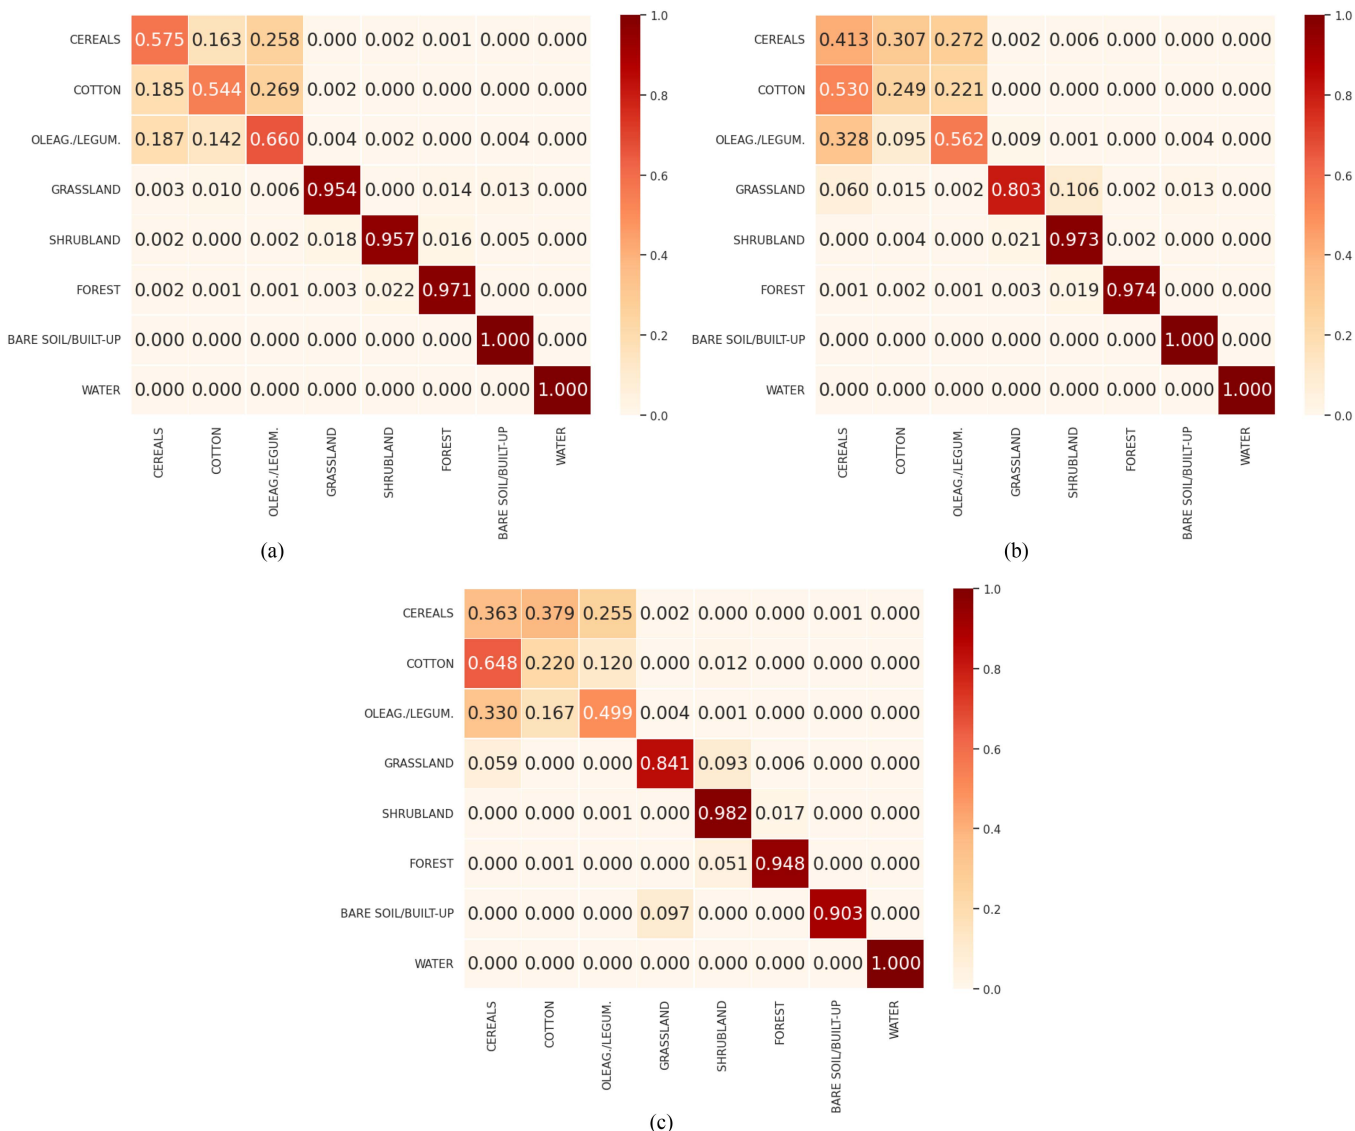 CEREALS 0.575 0.163 0.258 0.000 0.002 0.001 0.000 0.000
COTTON 0.185 0.544 0.269 0.002 0.000 0.000 0.000 0.000
OLEAG./LEGUM. 0.187 0.142 0.660 0.004 0.002 0.000 0.004 0.000
GRASSLAND 0.003 0.010 0.006 0.954 0.000 0.014 0.013 0.000
SHRUBLAND 0.002 0.000 0.002 0.018 0.957 0.016 0.005 0.000
FOREST 0.002 0.001 0.001 0.003 0.022 0.971 0.000 0.000
BARE SOIL/BUILT-UP 0.000 0.000 0.000 0.000 0.000 0.000 1.000 0.000
WATER 0.000 0.000 0.000 0.000 0.000 0.000 0.000 1.000
CEREALS
COTTON
OLEAG./LEGUM.
GRASSLAND
SHRUBLAND
FOREST
BARE SOIL/BUILT-UP
WATER
1.0
0.8
0.6
0.4
0.2
0.0
(a)
CEREALS 0.413 0.307 0.272 0.002 0.006 0.000 0.000 0.000
COTTON 0.530 0.249 0.221 0.000 0.000 0.000 0.000 0.000
OLEAG./LEGUM. 0.328 0.095 0.562 0.009 0.001 0.000 0.004 0.000
GRASSLAND 0.060 0.015 0.002 0.803 0.106 0.002 0.013 0.000
SHRUBLAND 0.000 0.004 0.000 0.021 0.973 0.002 0.000 0.000
FOREST 0.001 0.002 0.001 0.003 0.019 0.974 0.000 0.000
BARE SOIL/BUILT-UP 0.000 0.000 0.000 0.000 0.000 0.000 1.000 0.000
WATER 0.000 0.000 0.000 0.000 0.000 0.000 0.000 1.000
CEREALS
COTTON
OLEAG./LEGUM.
GRASSLAND
SHRUBLAND
FOREST
BARE SOIL/BUILT-UP
WATER
1.0
0.8
0.6
0.4
0.2
0.0
(b)
CEREALS 0.363 0.379 0.255 0.002 0.000 0.000 0.001 0.000
COTTON 0.648 0.220 0.120 0.000 0.012 0.000 0.000 0.000
OLEAG./LEGUM. 0.330 0.167 0.499 0.004 0.001 0.000 0.000 0.000
GRASSLAND 0.059 0.000 0.000 0.841 0.093 0.006 0.000 0.000
SHRUBLAND 0.000 0.000 0.001 0.000 0.982 0.017 0.000 0.000
FOREST 0.000 0.001 0.000 0.000 0.051 0.948 0.000 0.000
BARE SOIL/BUILT-UP 0.000 0.000 0.000 0.097 0.000 0.000 0.903 0.000
WATER 0.000 0.000 0.000 0.000 0.000 0.000 0.000 1.000
CEREALS
COTTON
OLEAG./LEGUM.
GRASSLAND
SHRUBLAND
FOREST
BARE SOIL/BUILT-UP
WATER
1.0
0.8
0.6
0.4
0.2
0.0
(c)